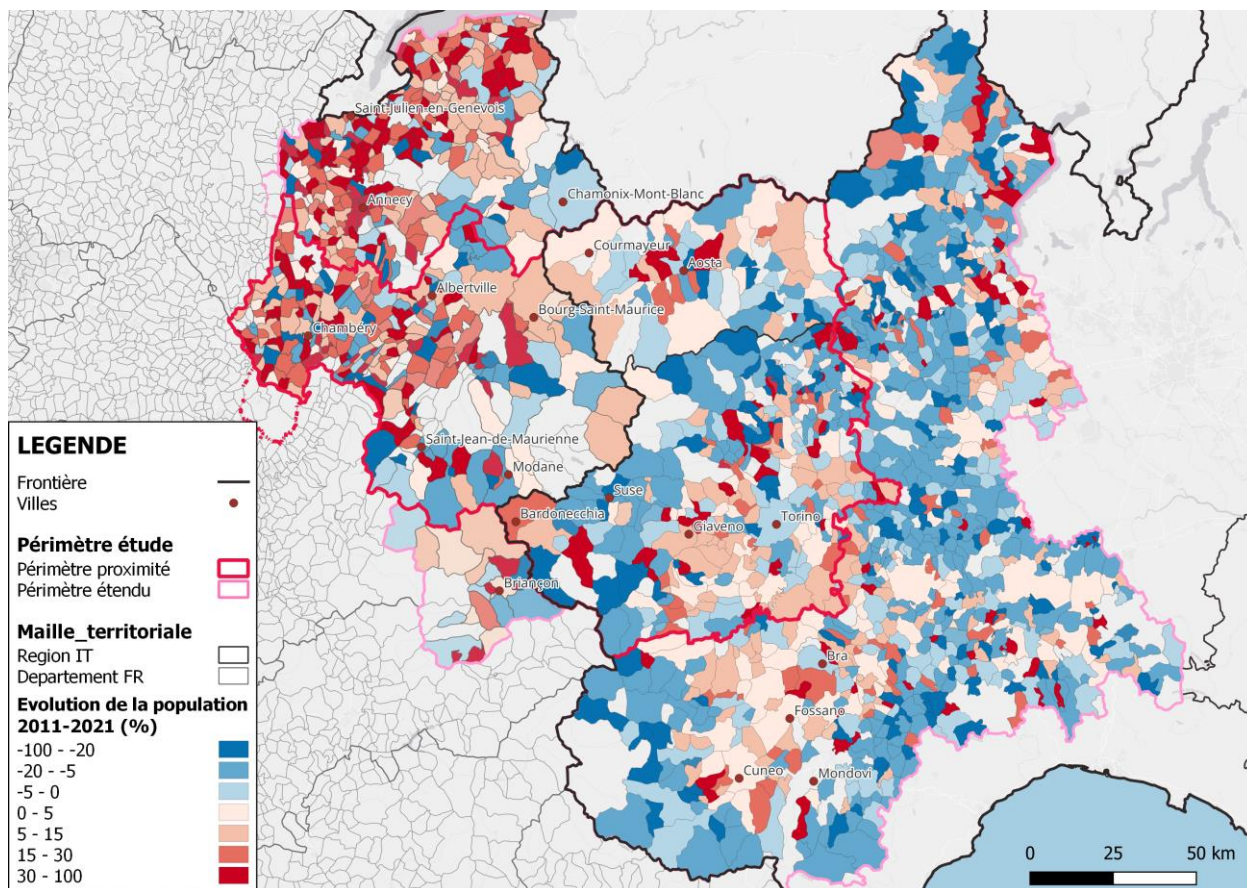 Saint-Julien-en-Genevois
Annecy
Chamonix-Mont-Blanc
Courmayeur
Aosta
Albertville
Bourg-Saint-Maurice
Chambéry
Saint-Jean-de-Maurienne
Modane
Suse
Bardonecchia
Torino
Giaveno
Briançon
Bra
Fossano
Cuneo
Mondovi
LEGENDE
Frontière
Villes
Périmètre étude
Périmètre proximité
Périmètre étendu
Maille_territoriale
Region IT
Departement FR
Evolution de la population
2011-2021 (%)
-100 - -20
-20 - -5
-5 - 0
0 - 5
5 - 15
15 - 30
30 - 100
0 25 50 km